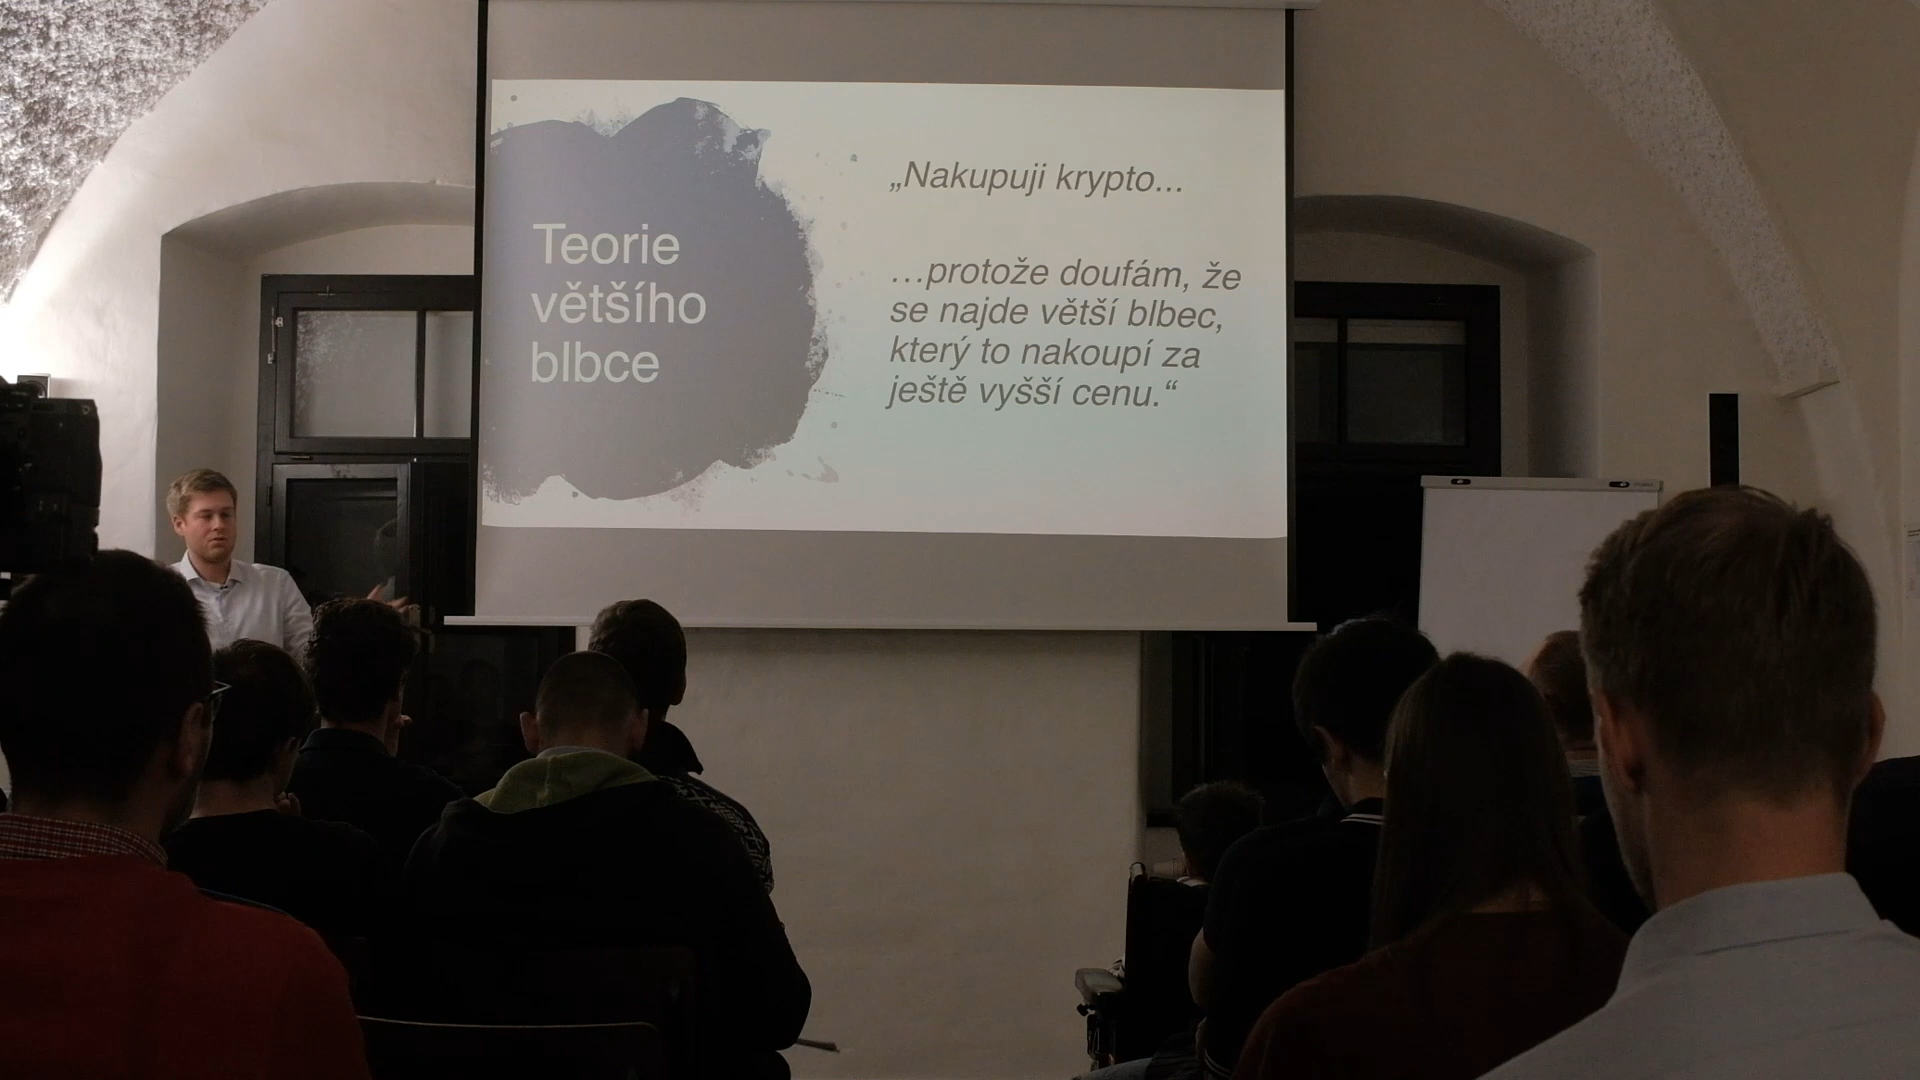 Teorie
většího
blbce
„Nakupuji krypto...
…protože doufám, že
se najde větší blbec,
který to nakoupí za
ještě vyšší cenu.“